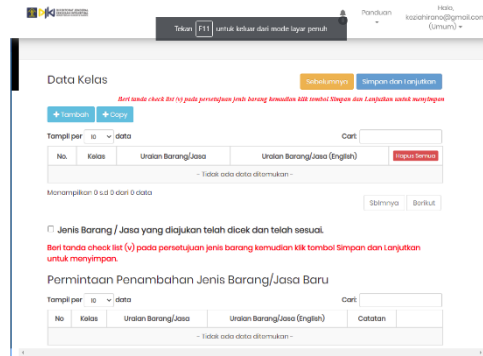 Tekan F11 untuk keluar dari mode layar penuh
Panduan
Halo,
koziahirano@gmail.com
(Umum)
Data Kelas
Sebelumnya
Simpan dan Lanjutkan
Beri tanda check list (v) pada persetujuan jenis barang kemudian klik tombol Simpan dan Lanjutkan untuk menyimpan
+ Tambah
+ Copy
Tampil per 10 data
Cari:
No. Kelas Uraian Barang/Jasa Uraian Barang/Jasa (English) Hapus Semua
- Tidak ada data ditemukan -
Menampilkan 0 s.d 0 dari 0 data
Sblmnya Berikut
Jenis Barang / Jasa yang diajukan telah dicek dan telah sesuai.
Beri tanda check list (v) pada persetujuan jenis barang kemudian klik tombol Simpan dan Lanjutkan
untuk menyimpan.
Permintaan Penambahan Jenis Barang/Jasa Baru
Tampil per 10 data
Cari:
No Kelas Uraian Barang/Jasa Uraian Barang/Jasa (English) Catatan
- Tidak ada data ditemukan -